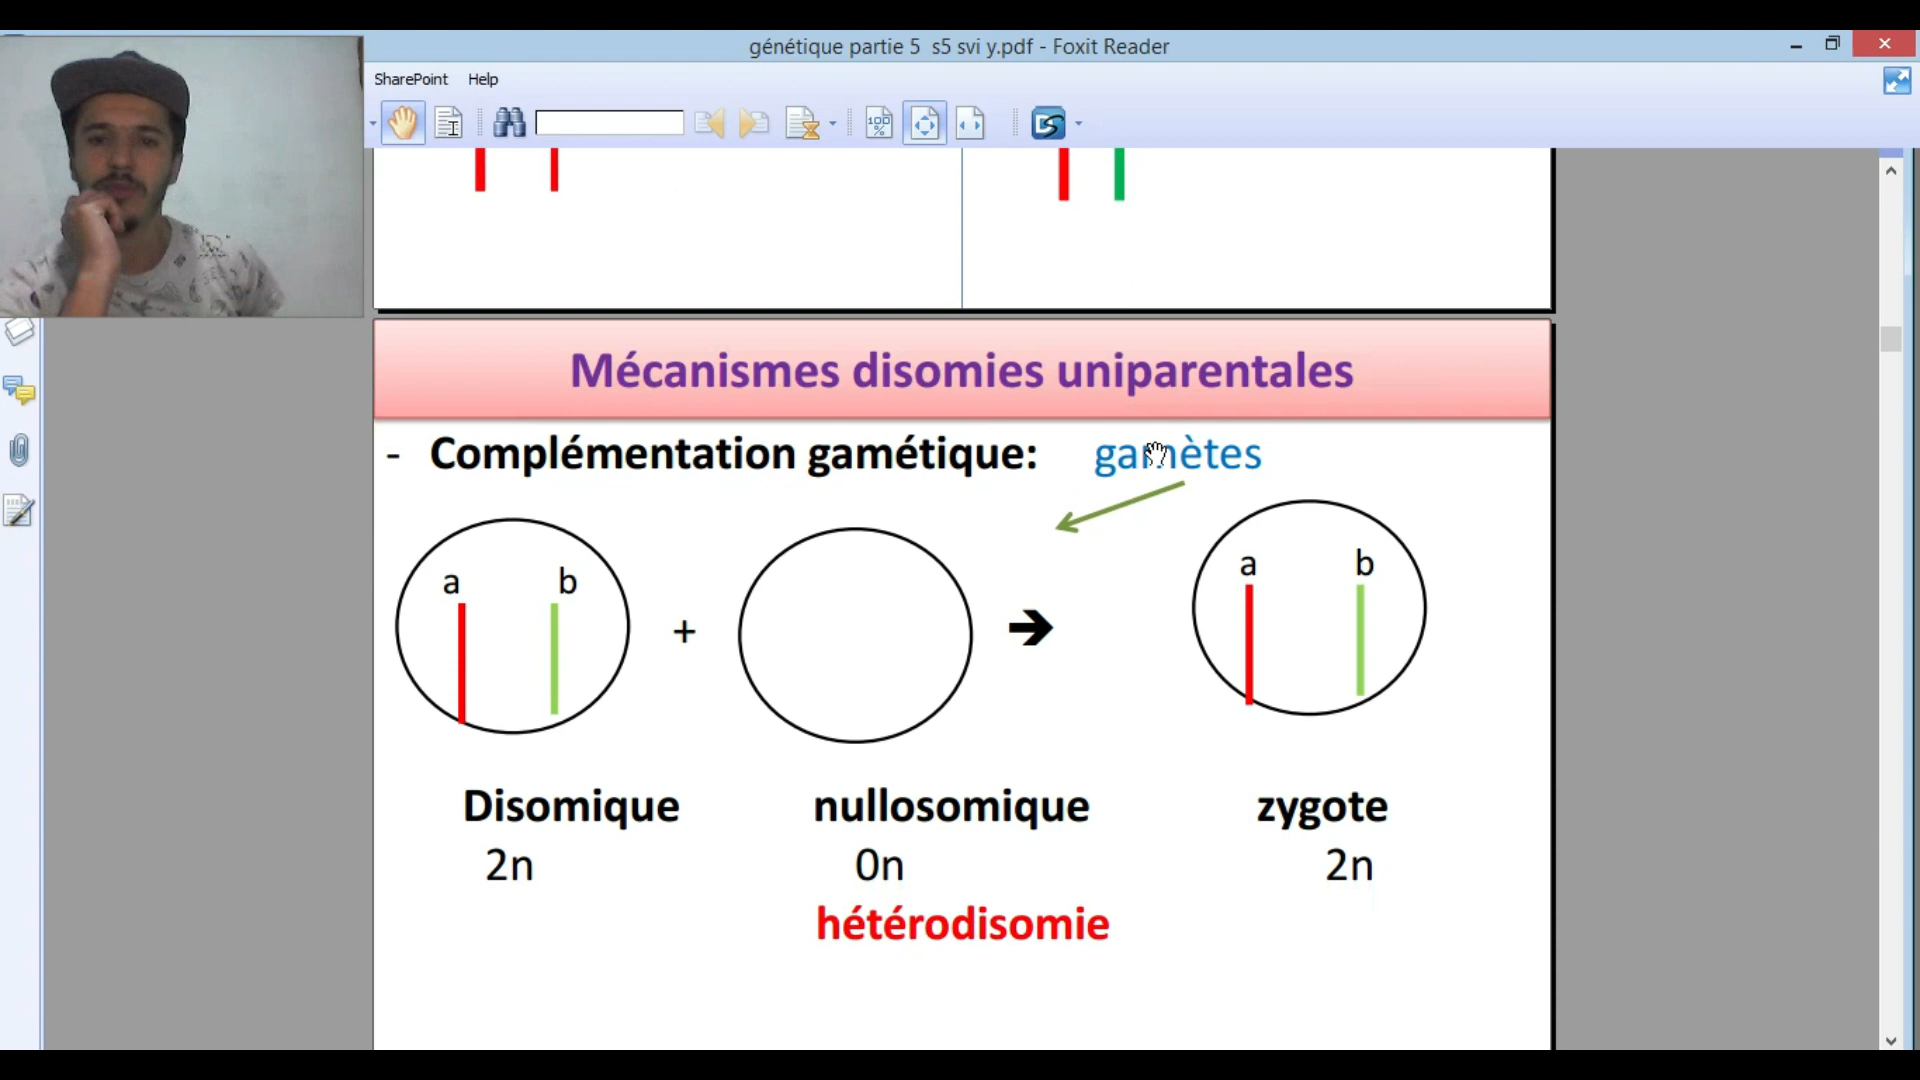 génétique partie 5 s5 svi y.pdf - Foxit Reader
SharePoint Help
100
%
Mécanismes disomies uniparentales
- Complémentation gamétique: gamètes
a b + ➔ a b
Disomique nullosomique zygote
2n 0n 2n
hétérodisomie